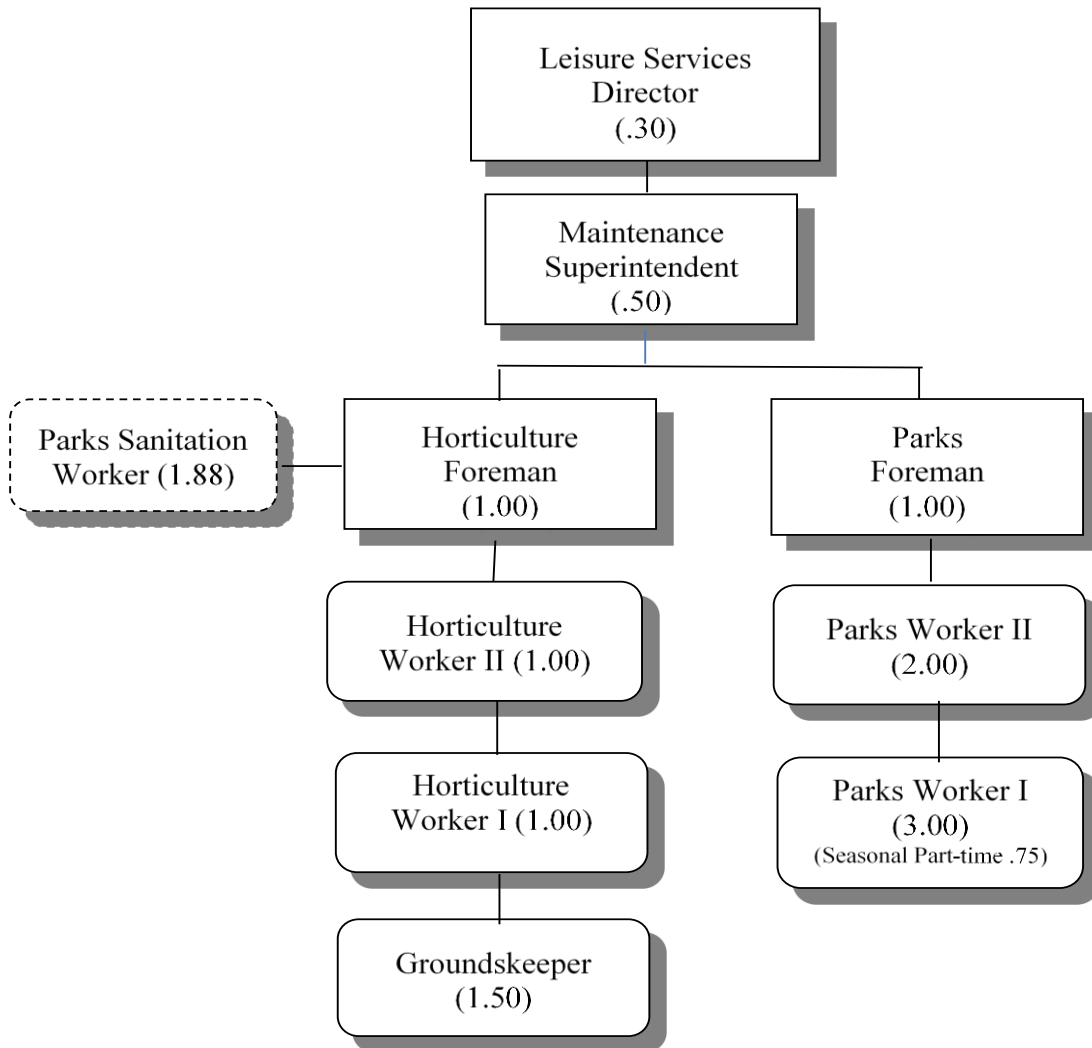 Leisure Services
Director
(.30)
Maintenance
Superintendent
(.50)
Parks Sanitation
Worker (1.88)
Horticulture
Foreman
(1.00)
Parks
Foreman
(1.00)
Horticulture
Worker II (1.00)
Parks Worker II
(2.00)
Horticulture
Worker I (1.00)
Parks Worker I
(3.00)
(Seasonal Part-time .75)
Groundskeeper
(1.50)